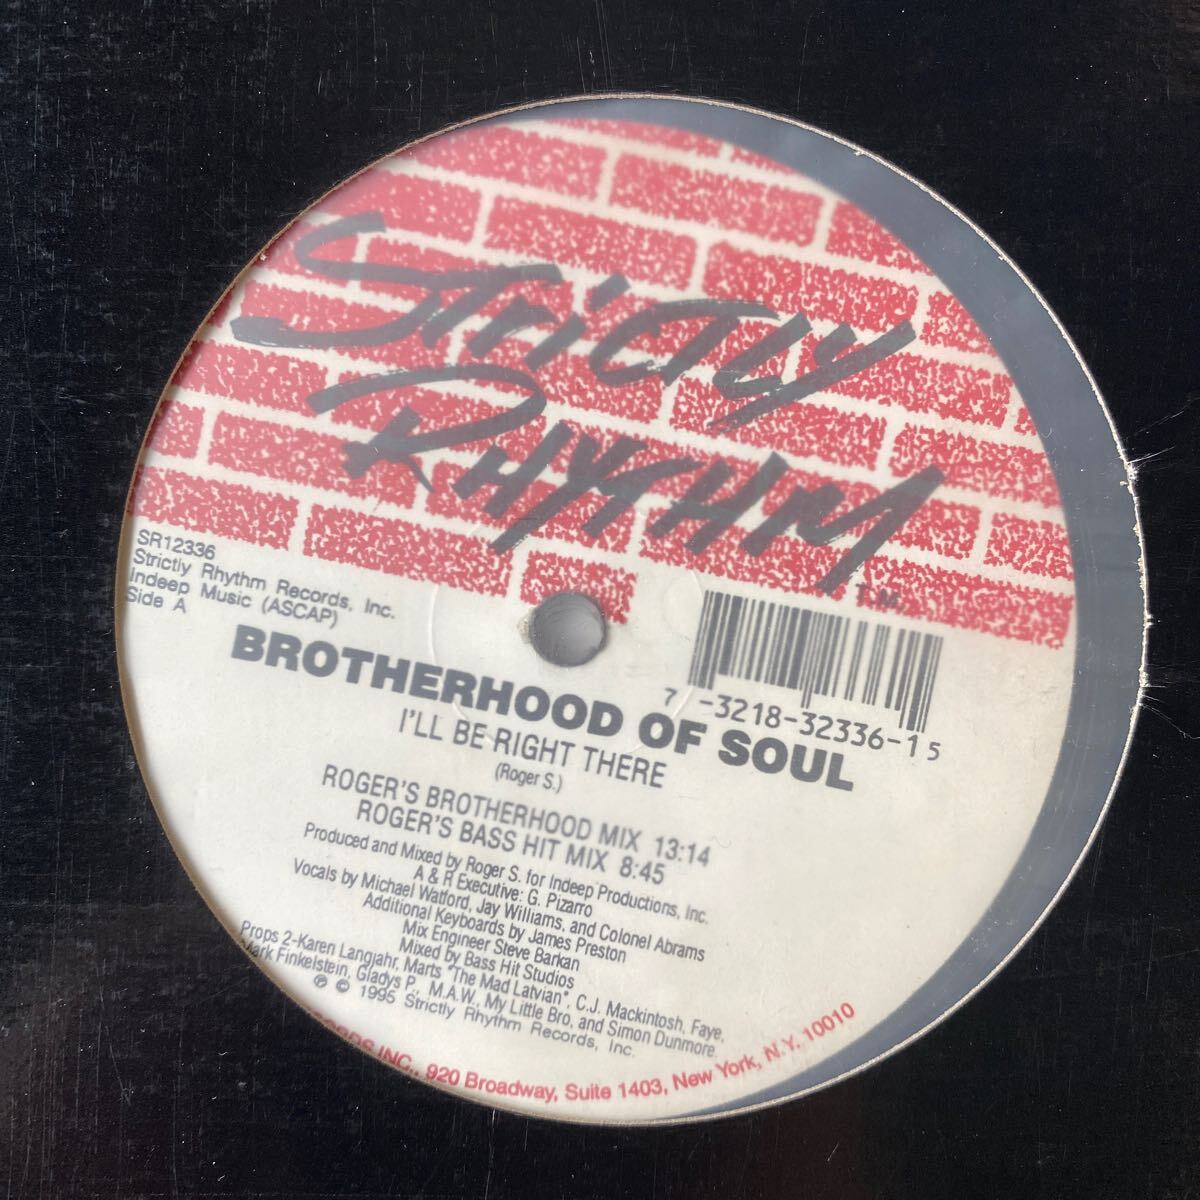 Strictly
Rhythm
T.M.
SR12336
Strictly Rhythm Records, Inc.
Indeep Music (ASCAP)
Side A
7 -3218-32336-1 5
BROTHERHOOD OF SOUL
I'LL BE RIGHT THERE
(Roger S.)
ROGER'S BROTHERHOOD MIX 13:14
ROGER'S BASS HIT MIX 8:45
Produced and Mixed by Roger S. for Indeep Productions, Inc.
A & R Executive: G. Pizarro
Vocals by Michael Watford, Jay Williams, and Colonel Abrams
Additional Keyboards by James Preston
Mix Engineer Steve Barkan
Mixed by Bass Hit Studios
Props 2-Karen Langjahr, Marts "The Mad Latvian", C.J. Mackintosh, Faye,
Mark Finkelstein, Gladys P., M.A.W., My Little Bro, and Simon Dunmore.
℗ © 1995 Strictly Rhythm Records, Inc.
INC., 920 Broadway, Suite 1403, New York, N.Y. 10010